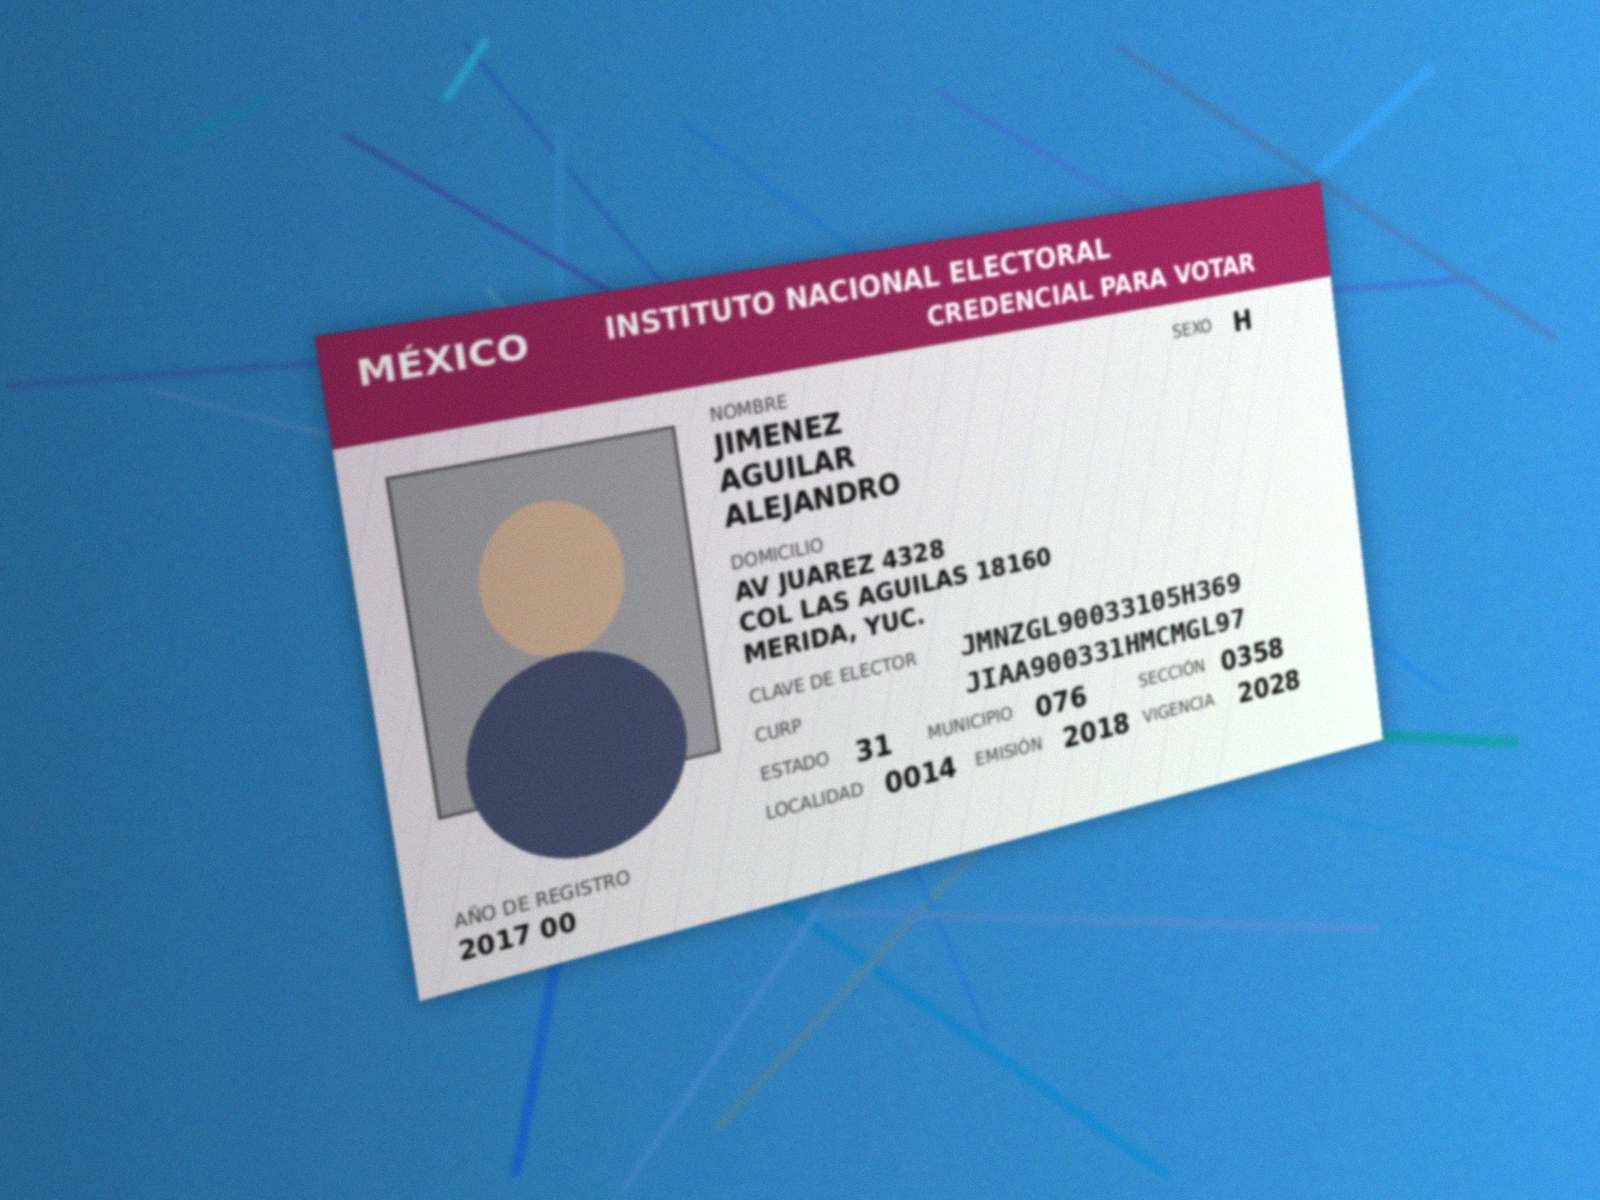 MÉXICO
INSTITUTO NACIONAL ELECTORAL
CREDENCIAL PARA VOTAR
SEXO H
NOMBRE
JIMENEZ
AGUILAR
ALEJANDRO
DOMICILIO
AV JUAREZ 4328
COL LAS AGUILAS 18160
MERIDA, YUC.
CLAVE DE ELECTOR JMNZGL90033105H369
CURP JIAA900331HMCMGL97
ESTADO 31 MUNICIPIO 076 SECCIÓN 0358
LOCALIDAD 0014 EMISIÓN 2018 VIGENCIA 2028
AÑO DE REGISTRO
2017 00